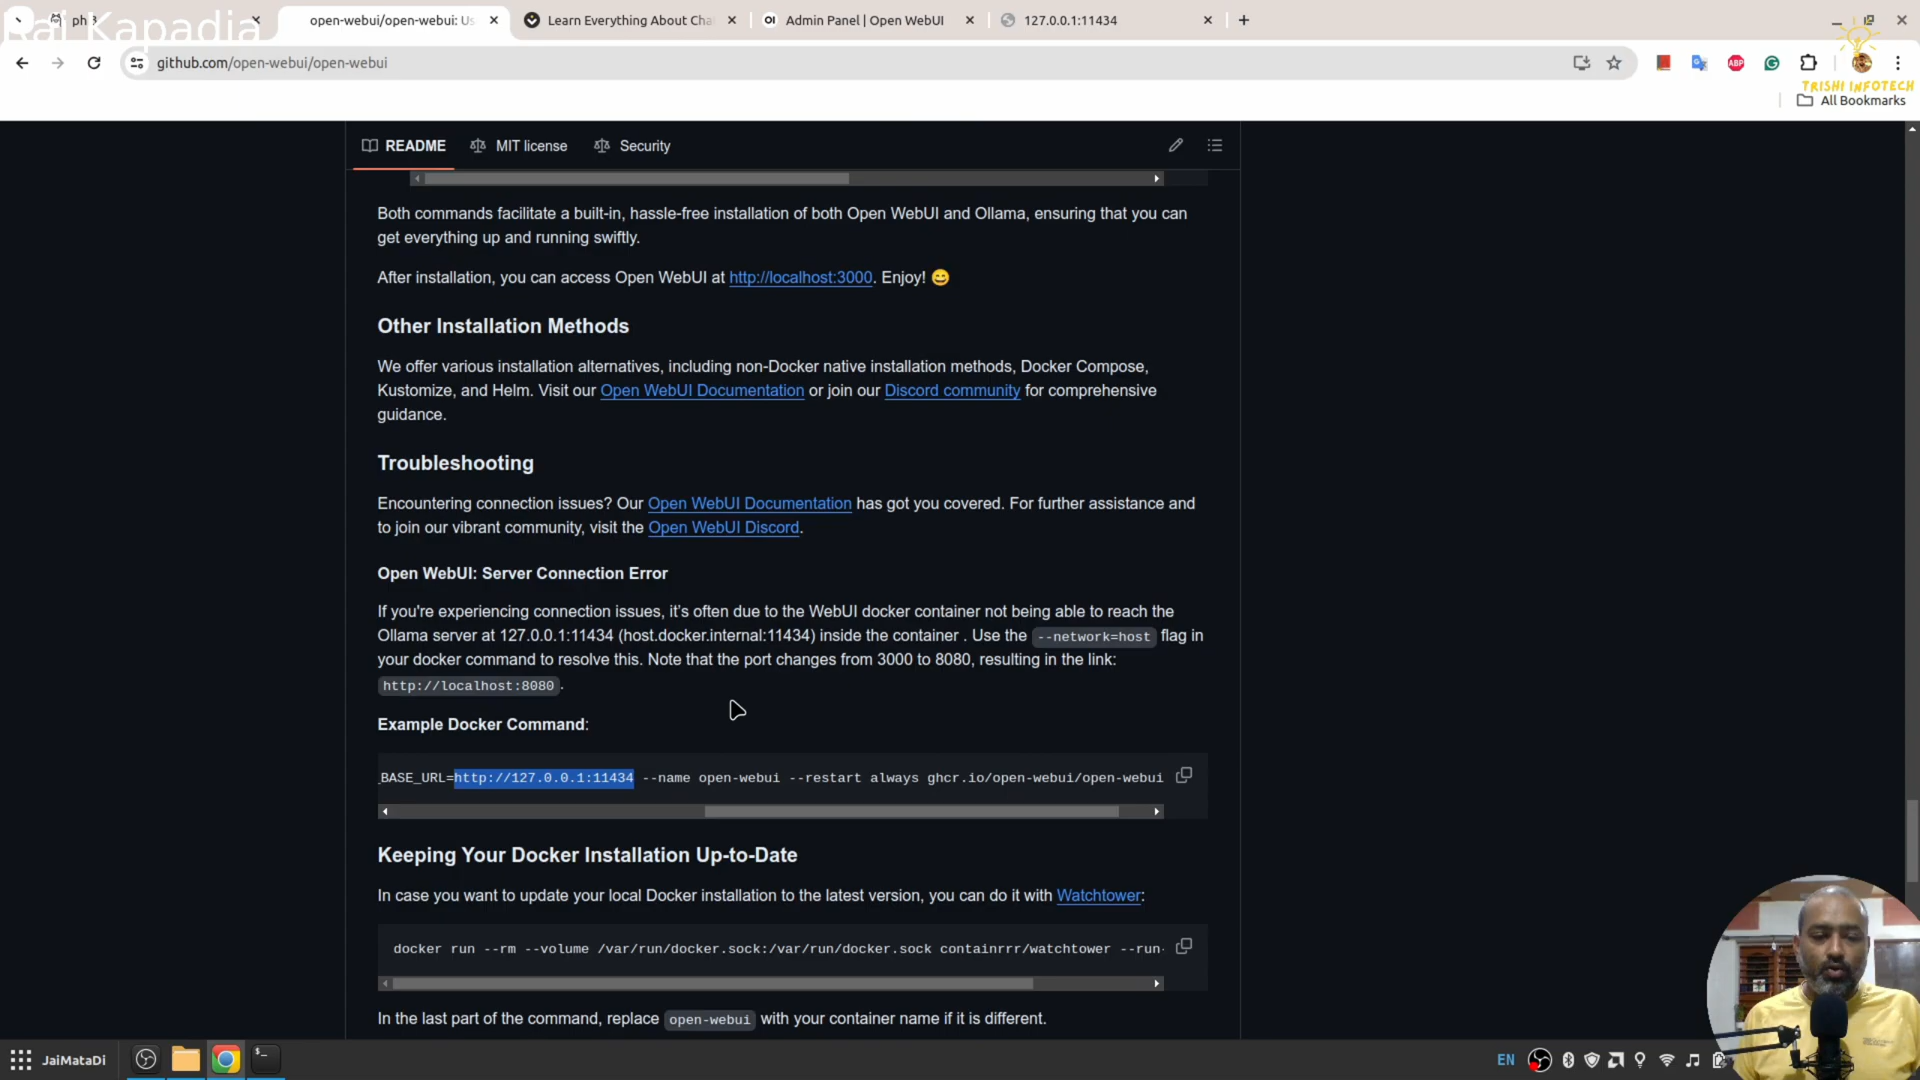 Raj Kapadia
ph 3
open-webui/open-webui: Us
Learn Everything About Cha
OI Admin Panel | Open WebUI
127.0.0.1:11434
github.com/open-webui/open-webui
ABP
TRISHI INFOTECH
All Bookmarks
README
MIT license
Security
Both commands facilitate a built-in, hassle-free installation of both Open WebUI and Ollama, ensuring that you can
get everything up and running swiftly.
After installation, you can access Open WebUI at http://localhost:3000. Enjoy! 😄
Other Installation Methods
We offer various installation alternatives, including non-Docker native installation methods, Docker Compose,
Kustomize, and Helm. Visit our Open WebUI Documentation or join our Discord community for comprehensive
guidance.
Troubleshooting
Encountering connection issues? Our Open WebUI Documentation has got you covered. For further assistance and
to join our vibrant community, visit the Open WebUI Discord.
Open WebUI: Server Connection Error
If you're experiencing connection issues, it's often due to the WebUI docker container not being able to reach the
Ollama server at 127.0.0.1:11434 (host.docker.internal:11434) inside the container . Use the --network=host flag in
your docker command to resolve this. Note that the port changes from 3000 to 8080, resulting in the link:
http://localhost:8080.
Example Docker Command:
_BASE_URL=http://127.0.0.1:11434 --name open-webui --restart always ghcr.io/open-webui/open-webui
Keeping Your Docker Installation Up-to-Date
In case you want to update your local Docker installation to the latest version, you can do it with Watchtower:
docker run --rm --volume /var/run/docker.sock:/var/run/docker.sock containrrr/watchtower --run-
In the last part of the command, replace open-webui with your container name if it is different.
JaiMataDi
EN